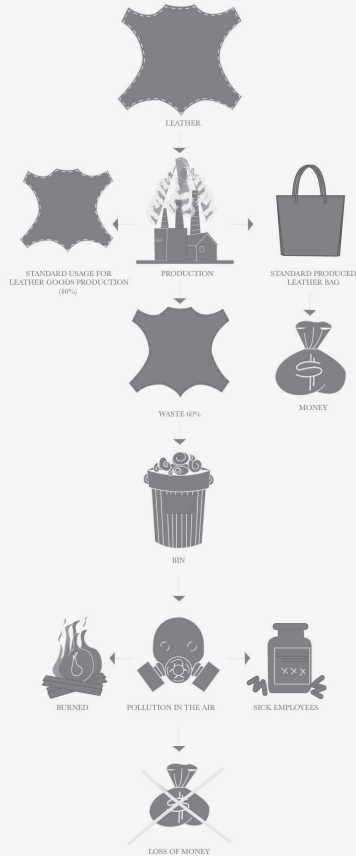 LEATHER
STANDARD USAGE FOR
LEATHER GOODS PRODUCTION
(40%)
PRODUCTION
STANDARD PRODUCED
LEATHER BAG
MONEY
WASTE 60%
BIN
BURNED
POLLUTION IN THE AIR
SICK EMPLOYEES
LOSS OF MONEY